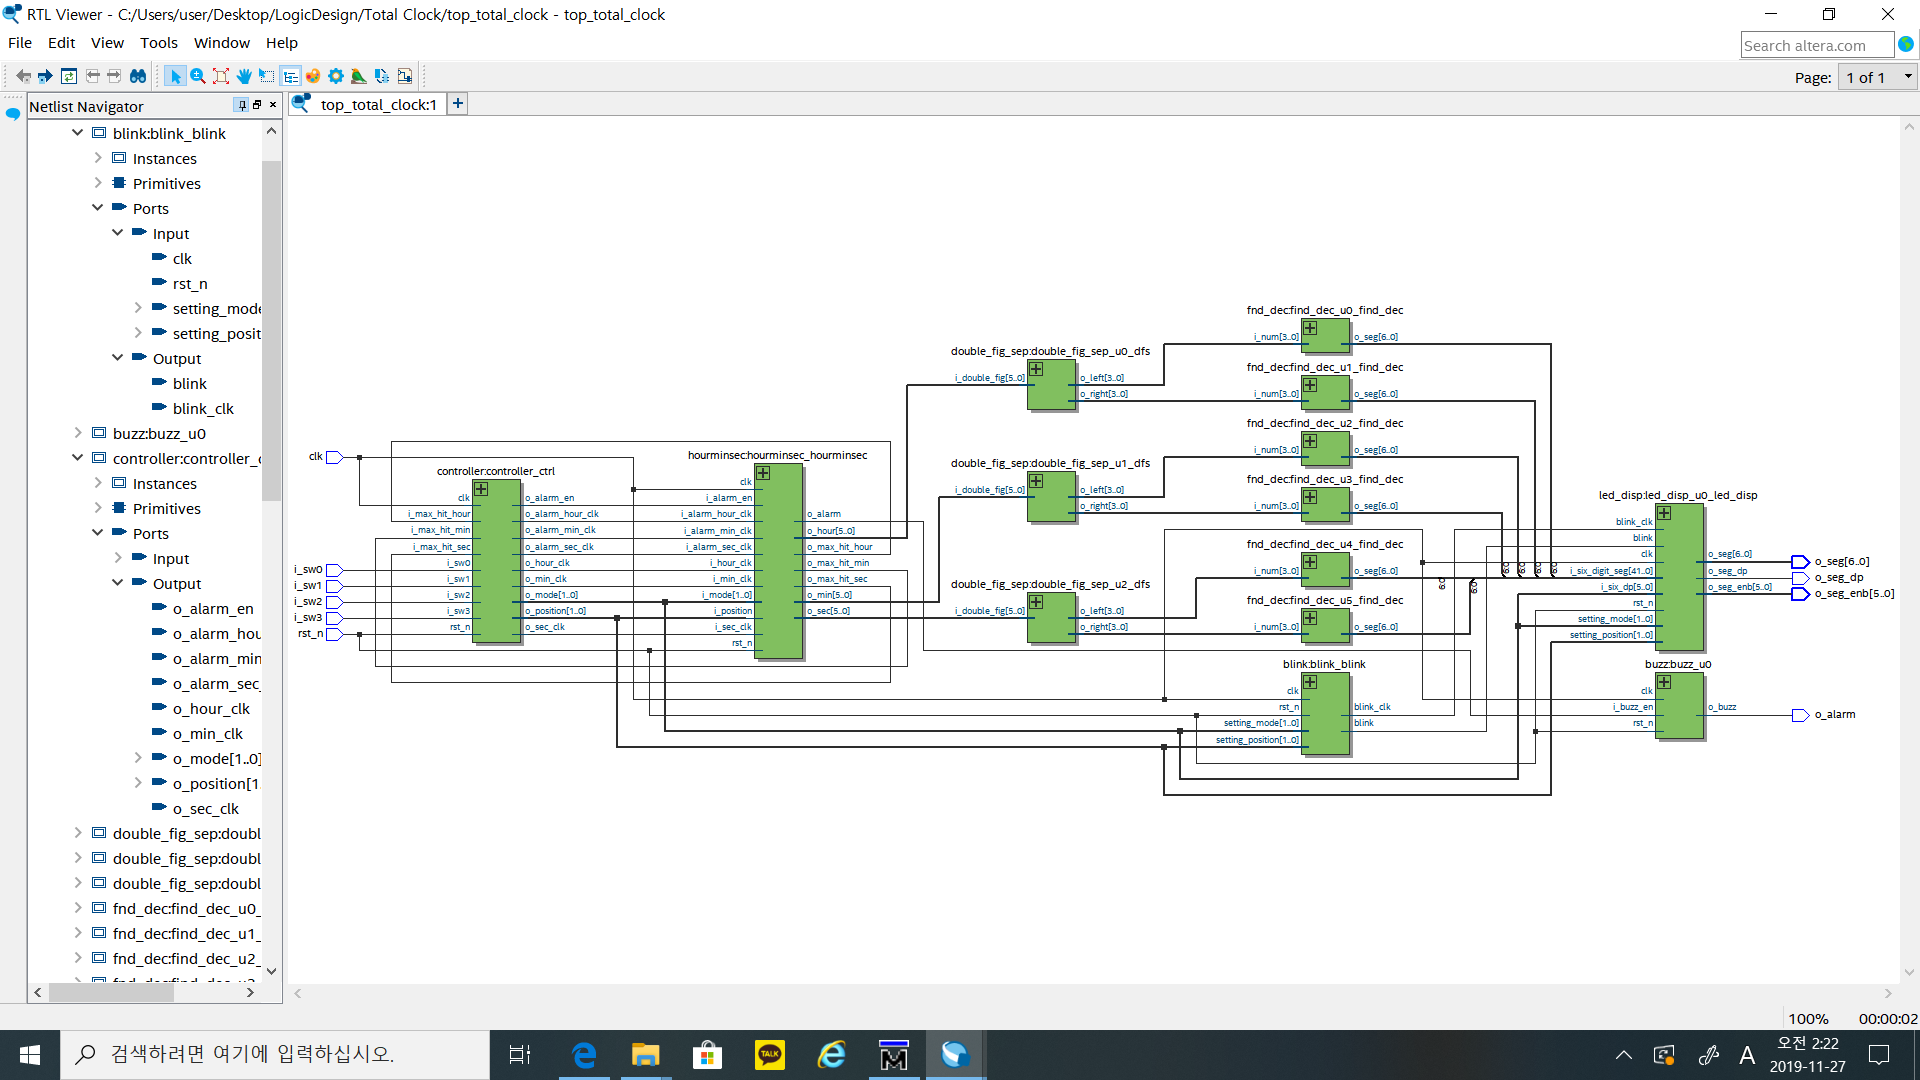 RTL Viewer - C:/Users/user/Desktop/LogicDesign/Total Clock/top_total_clock - top_total_clock
File Edit View Tools Window Help
Search altera.com
Page: 1 of 1
Netlist Navigator
top_total_clock:1
blink:blink_blink
Instances
Primitives
Ports
Input
clk
rst_n
setting_mode
setting_posit
Output
blink
blink_clk
buzz:buzz_u0
controller:controller_c
Instances
Primitives
Ports
Input
Output
o_alarm_en
o_alarm_hou
o_alarm_min
o_alarm_sec_
o_hour_clk
o_min_clk
o_mode[1..0]
o_position[1.
o_sec_clk
double_fig_sep:doubl
double_fig_sep:doubl
double_fig_sep:doubl
fnd_dec:find_dec_u0_
fnd_dec:find_dec_u1_
fnd_dec:find_dec_u2_
clk
i_sw0
i_sw1
i_sw2
i_sw3
rst_n
controller:controller_ctrl
clk
i_max_hit_hour
i_max_hit_min
i_max_hit_sec
i_sw0
i_sw1
i_sw2
i_sw3
rst_n
o_alarm_en
o_alarm_hour_clk
o_alarm_min_clk
o_alarm_sec_clk
o_hour_clk
o_min_clk
o_mode[1..0]
o_position[1..0]
o_sec_clk
hourminsec:hourminsec_hourminsec
clk
i_alarm_en
i_alarm_hour_clk
i_alarm_min_clk
i_alarm_sec_clk
i_hour_clk
i_min_clk
i_mode[1..0]
i_position
i_sec_clk
rst_n
o_alarm
o_hour[5..0]
o_max_hit_hour
o_max_hit_min
o_max_hit_sec
o_min[5..0]
o_sec[5..0]
double_fig_sep:double_fig_sep_u0_dfs
i_double_fig[5..0]
o_left[3..0]
o_right[3..0]
double_fig_sep:double_fig_sep_u1_dfs
i_double_fig[5..0]
o_left[3..0]
o_right[3..0]
double_fig_sep:double_fig_sep_u2_dfs
i_double_fig[5..0]
o_left[3..0]
o_right[3..0]
fnd_dec:find_dec_u0_find_dec
i_num[3..0] o_seg[6..0]
fnd_dec:find_dec_u1_find_dec
i_num[3..0] o_seg[6..0]
fnd_dec:find_dec_u2_find_dec
i_num[3..0] o_seg[6..0]
fnd_dec:find_dec_u3_find_dec
i_num[3..0] o_seg[6..0]
fnd_dec:find_dec_u4_find_dec
i_num[3..0] o_seg[6..0]
fnd_dec:find_dec_u5_find_dec
i_num[3..0] o_seg[6..0]
blink:blink_blink
clk
rst_n
setting_mode[1..0]
setting_position[1..0]
blink_clk
blink
6:0
6:0
6:0
6:0
6:0
6:0
led_disp:led_disp_u0_led_disp
blink_clk
blink
clk
i_six_digit_seg[41..0]
i_six_dp[5..0]
rst_n
setting_mode[1..0]
setting_position[1..0]
o_seg[6..0]
o_seg_dp
o_seg_enb[5..0]
buzz:buzz_u0
clk
i_buzz_en
rst_n
o_buzz
o_seg[6..0]
o_seg_dp
o_seg_enb[5..0]
o_alarm
100% 00:00:02
검색하려면 여기에 입력하십시오.
TALK
M
A
오전 2:22
2019-11-27